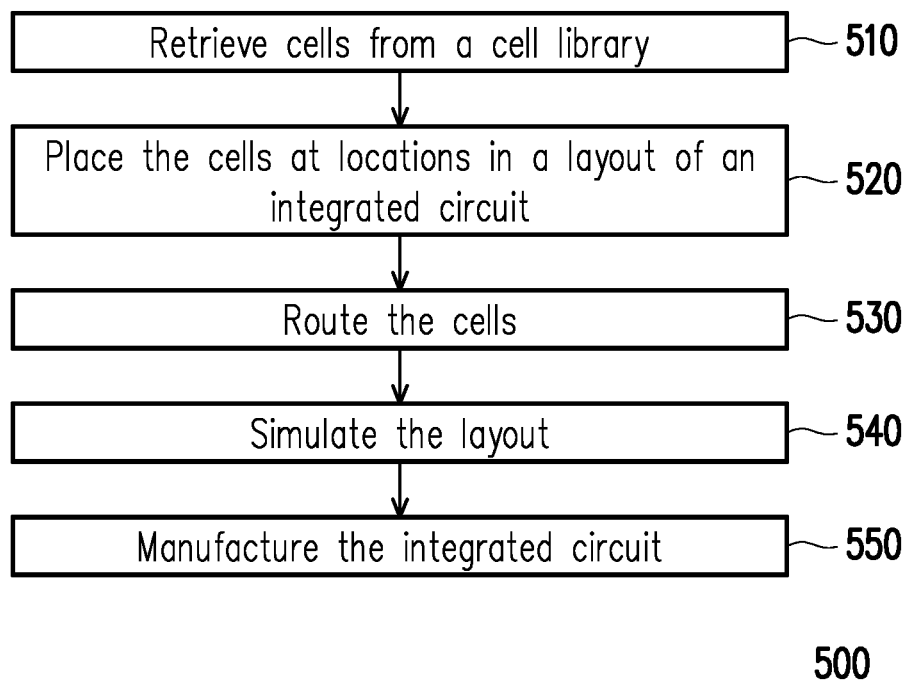 Retrieve cells from a cell library
510
Place the cells at locations in a layout of an
integrated circuit
520
Route the cells
530
Simulate the layout
540
Manufacture the integrated circuit
550
500